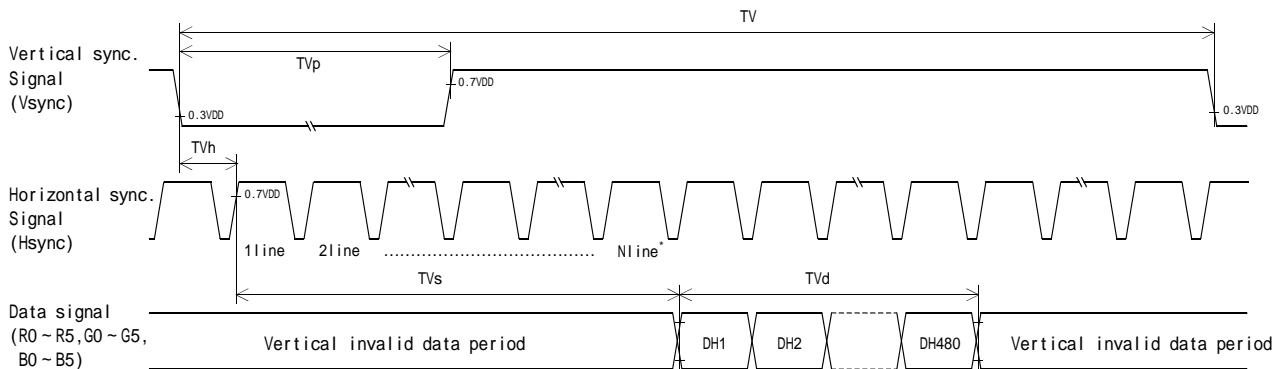 TV
Vertical sync.
Signal
(Vsync)
TVp
0.7VDD
0.3VDD
0.3VDD
TVh
Horizontal sync.
Signal
(Hsync)
0.7VDD
1line 2line ........................................ Nline*
TVs TVd
Data signal
(R0～R5,G0～G5,
B0～B5)
Vertical invalid data period DH1 DH2 DH480 Vertical invalid data period